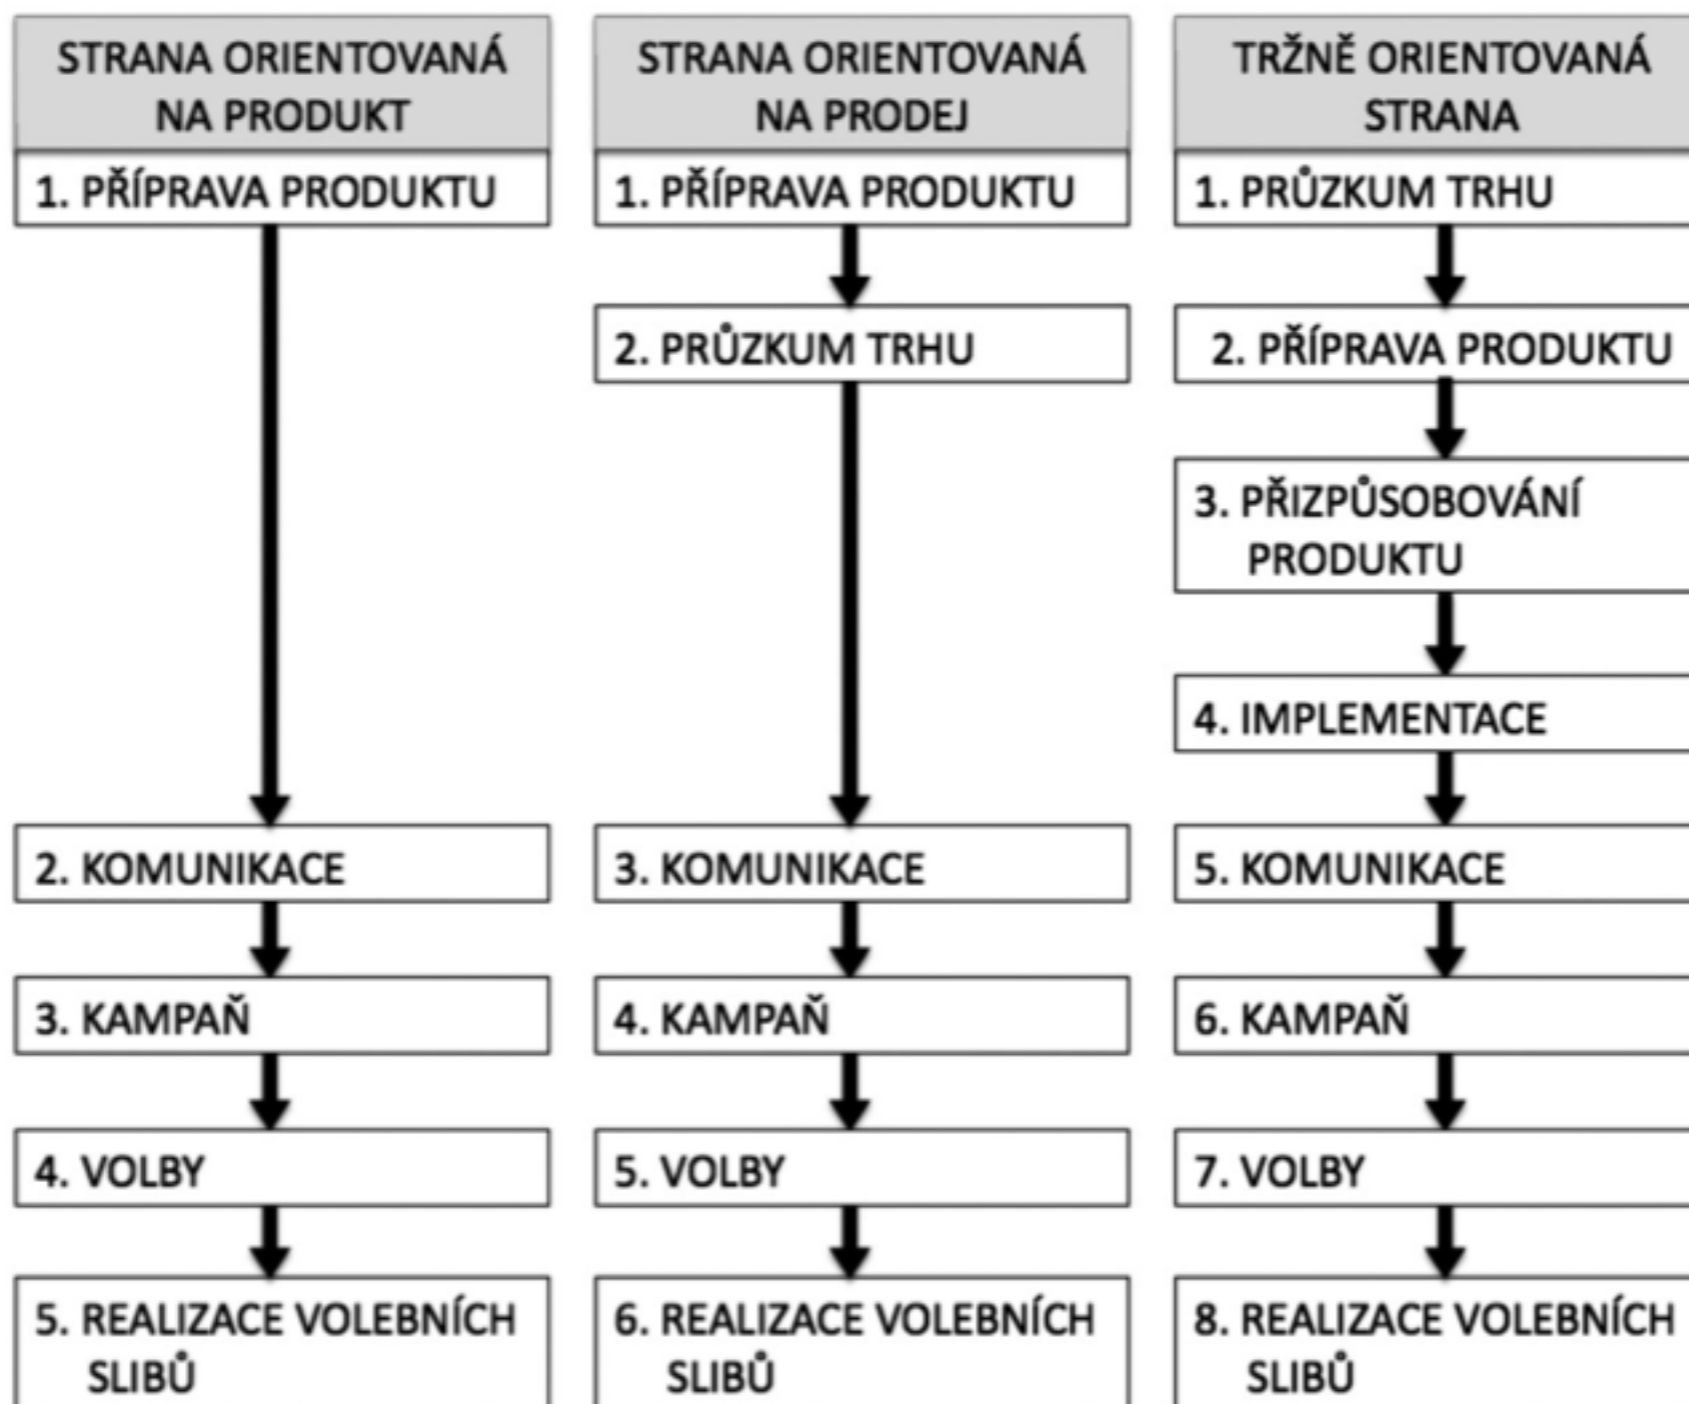 STRANA ORIENTOVANÁ
NA PRODUKT
1. PŘÍPRAVA PRODUKTU
2. KOMUNIKACE
3. KAMPAŇ
4. VOLBY
5. REALIZACE VOLEBNÍCH
SLIBŮ
STRANA ORIENTOVANÁ
NA PRODEJ
1. PŘÍPRAVA PRODUKTU
2. PRŮZKUM TRHU
3. KOMUNIKACE
4. KAMPAŇ
5. VOLBY
6. REALIZACE VOLEBNÍCH
SLIBŮ
TRŽNĚ ORIENTOVANÁ
STRANA
1. PRŮZKUM TRHU
2. PŘÍPRAVA PRODUKTU
3. PŘIZPŮSOBOVÁNÍ
PRODUKTU
4. IMPLEMENTACE
5. KOMUNIKACE
6. KAMPAŇ
7. VOLBY
8. REALIZACE VOLEBNÍCH
SLIBŮ